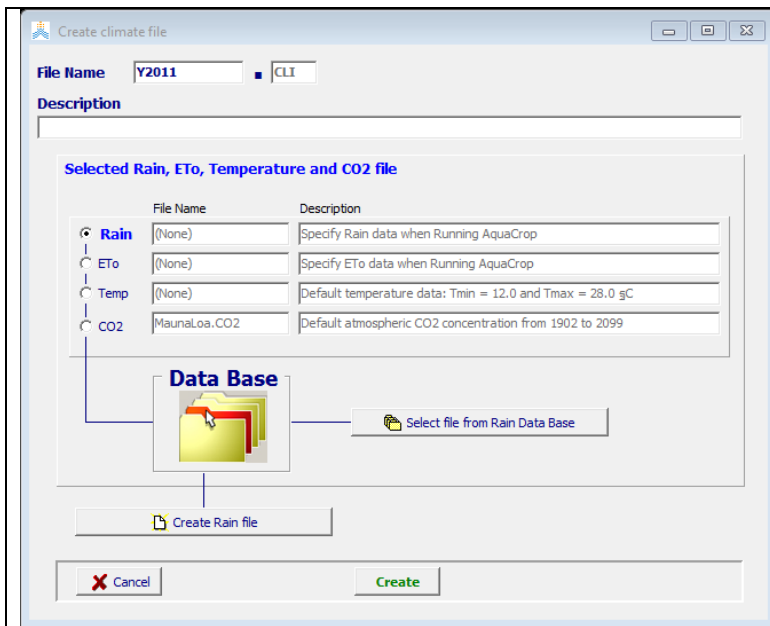 Create climate file
File Name Y2011 . CLI
Description
Selected Rain, ETo, Temperature and CO2 file
File Name Description
Rain (None) Specify Rain data when Running AquaCrop
ETo (None) Specify ETo data when Running AquaCrop
Temp (None) Default temperature data: Tmin = 12.0 and Tmax = 28.0 §C
CO2 MaunaLoa.CO2 Default atmospheric CO2 concentration from 1902 to 2099
Data Base
Select file from Rain Data Base
Create Rain file
Cancel Create